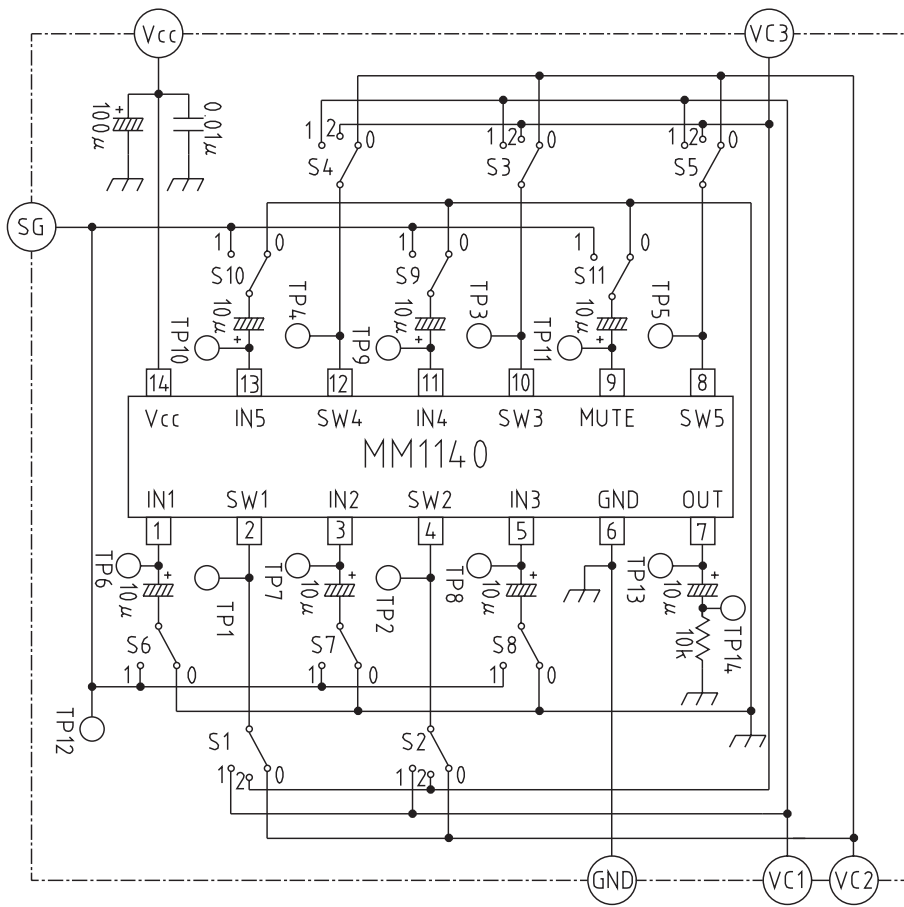 Vcc
VC3
100μ
+
0.01μ
1
2
0
S4
1
2
0
S3
1
2
0
S5
SG
1
0
S10
1
0
S9
1
0
S11
10μ
+
TP10
TP4
10μ
+
TP9
TP3
10μ
+
TP11
TP5
14
13
12
11
10
9
8
Vcc
IN5
SW4
IN4
SW3
MUTE
SW5
MM1140
IN1
SW1
IN2
SW2
IN3
GND
OUT
1
2
3
4
5
6
7
TP6
+
10μ
TP1
TP7
+
10μ
TP2
TP8
+
10μ
TP13
+
10μ
TP14
10k
S6
1
0
S7
1
0
S8
1
0
TP12
S1
1
2
0
S2
1
2
0
GND
VC1
VC2